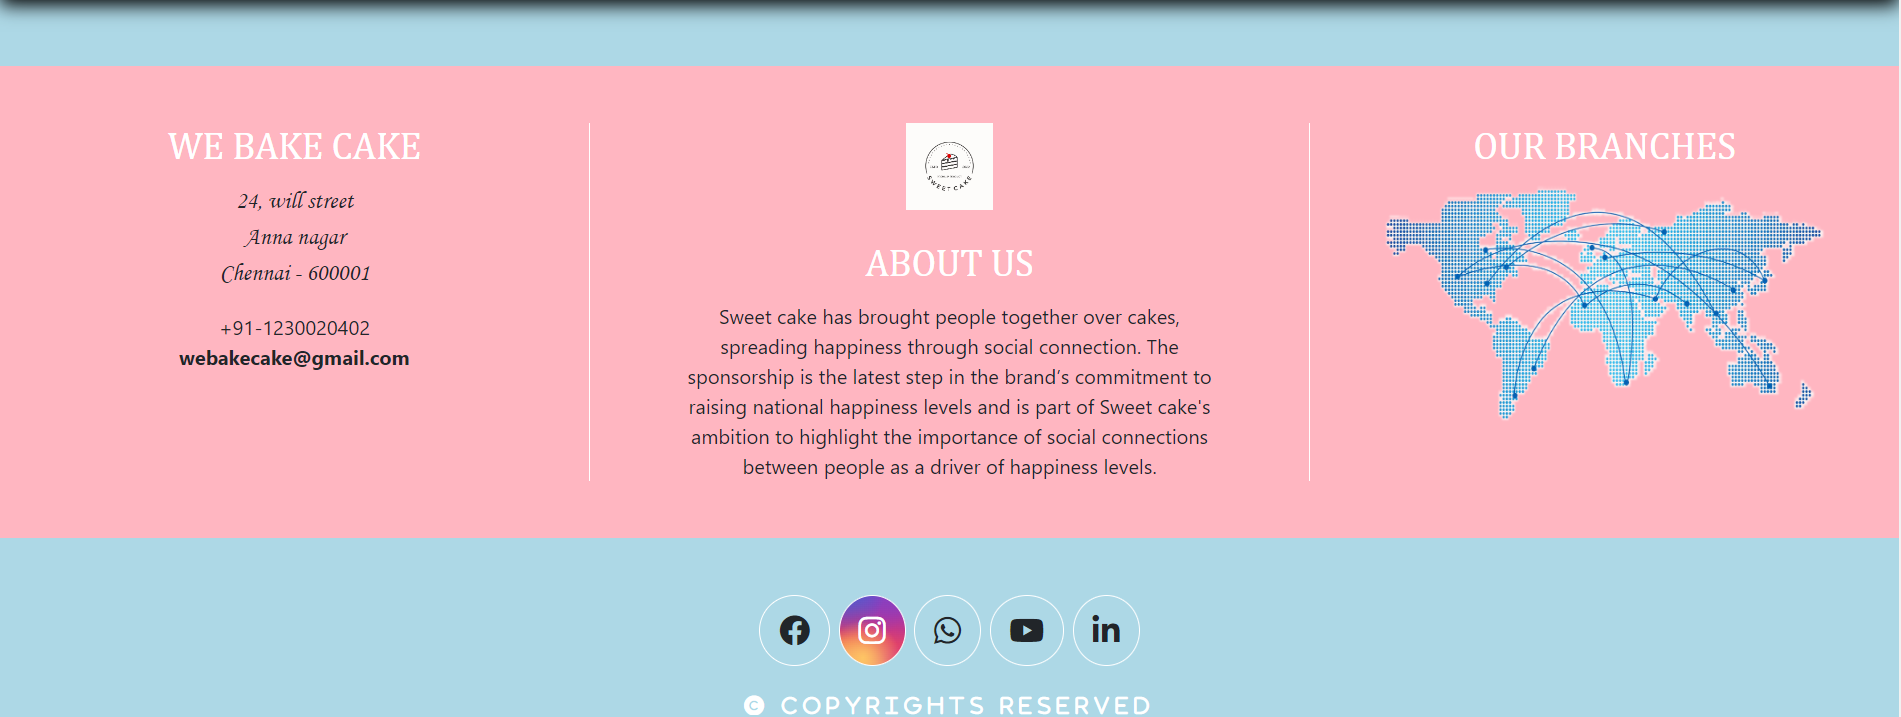 WE BAKE CAKE
24, will street
Anna nagar
Chennai - 600001
+91-1230020402
webakecake@gmail.com
SWEET CAKE
ABOUT US
Sweet cake has brought people together over cakes,
spreading happiness through social connection. The
sponsorship is the latest step in the brand’s commitment to
raising national happiness levels and is part of Sweet cake's
ambition to highlight the importance of social connections
between people as a driver of happiness levels.
OUR BRANCHES
© COPYRIGHTS RESERVED